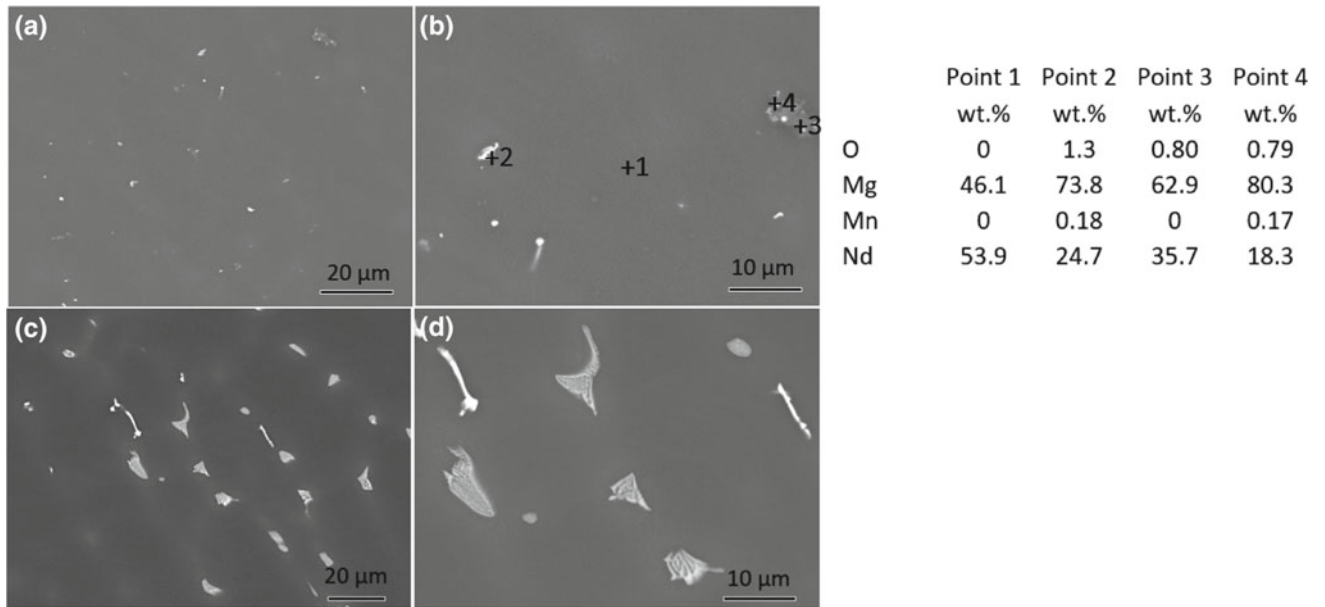 (a)
20 µm
(b)
+4
+3
+2
+1
10 µm
Point 1 Point 2 Point 3 Point 4
wt.% wt.% wt.% wt.%
O 0 1.3 0.80 0.79
Mg 46.1 73.8 62.9 80.3
Mn 0 0.18 0 0.17
Nd 53.9 24.7 35.7 18.3
(c)
20 µm
(d)
10 µm